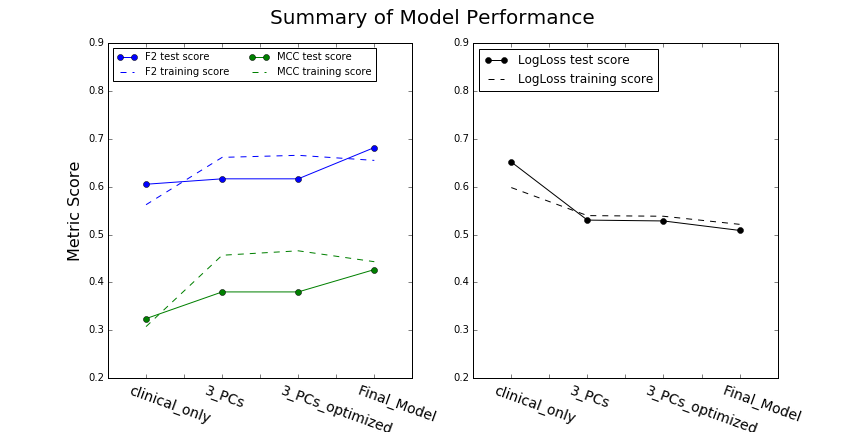 Summary of Model Performance
Metric Score
0.9
0.8
0.7
0.6
0.5
0.4
0.3
0.2
F2 test score
F2 training score
MCC test score
MCC training score
clinical_only
3_PCs
3_PCs_optimized
Final_Model
0.9
0.8
0.7
0.6
0.5
0.4
0.3
0.2
LogLoss test score
LogLoss training score
clinical_only
3_PCs
3_PCs_optimized
Final_Model